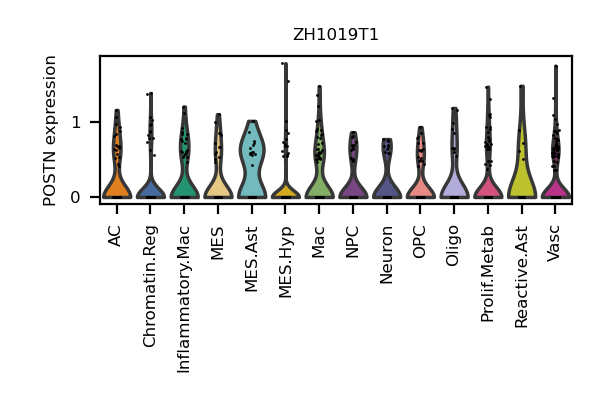 ZH1019T1
POSTN expression
1
0
AC
Chromatin.Reg
Inflammatory.Mac
MES
MES.Ast
MES.Hyp
Mac
NPC
Neuron
OPC
Oligo
Prolif.Metab
Reactive.Ast
Vasc